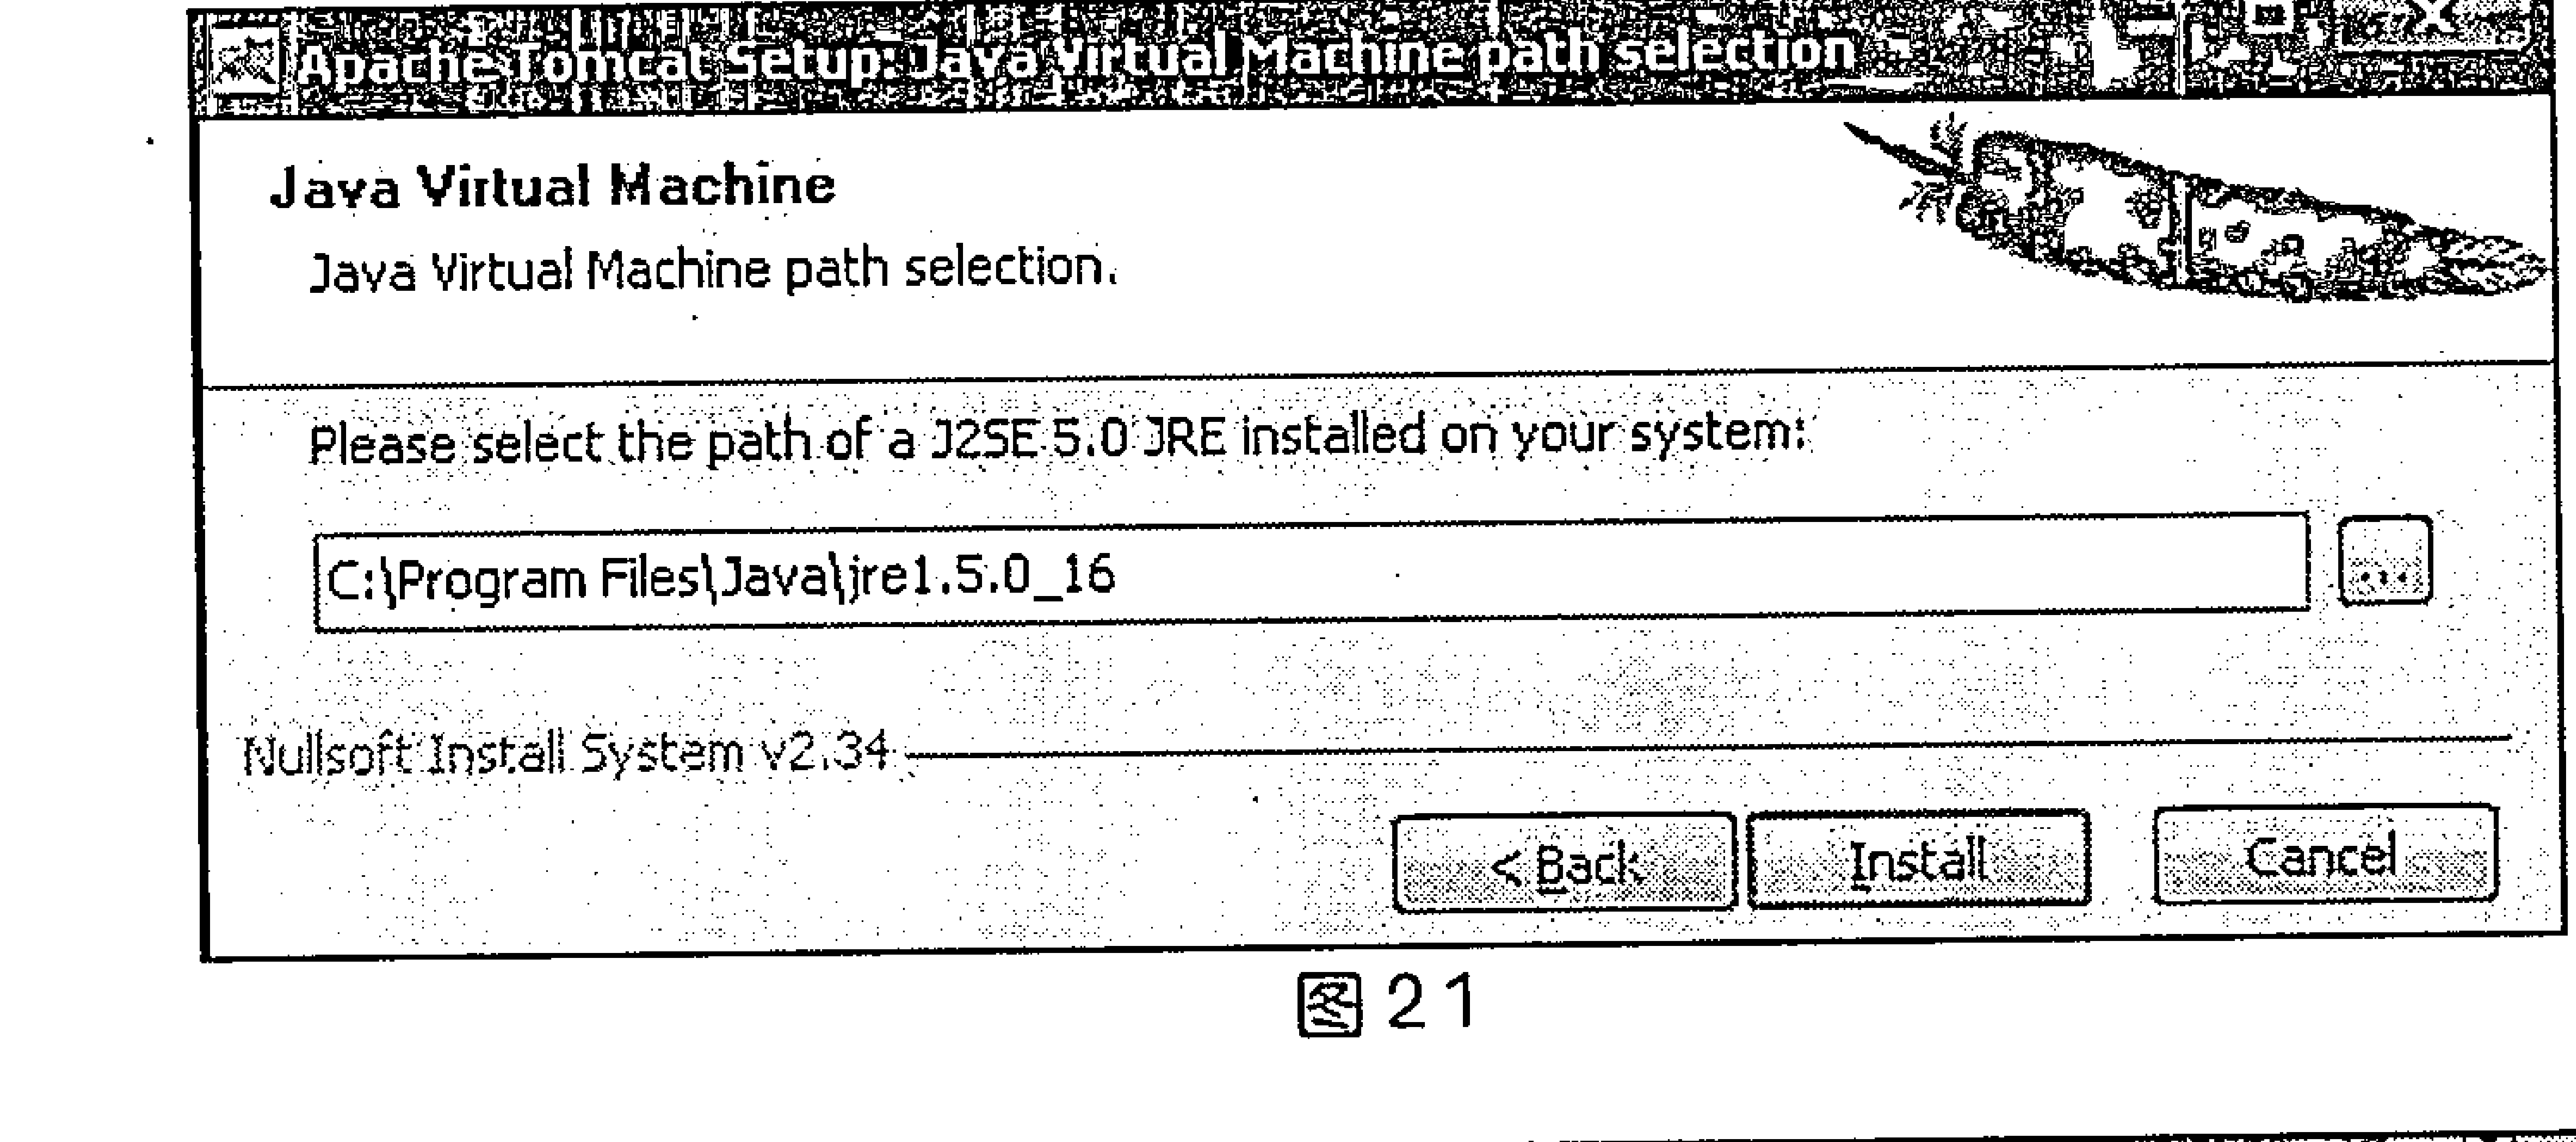 Apache Tomcat Setup: Java Virtual Machine path selection
Java Virtual Machine
Java Virtual Machine path selection.
Please select the path of a J2SE 5.0 JRE installed on your system:
C:\Program Files\Java\jre1.5.0_16
...
Nullsoft Install System v2.34
< Back
Install
Cancel
图 21